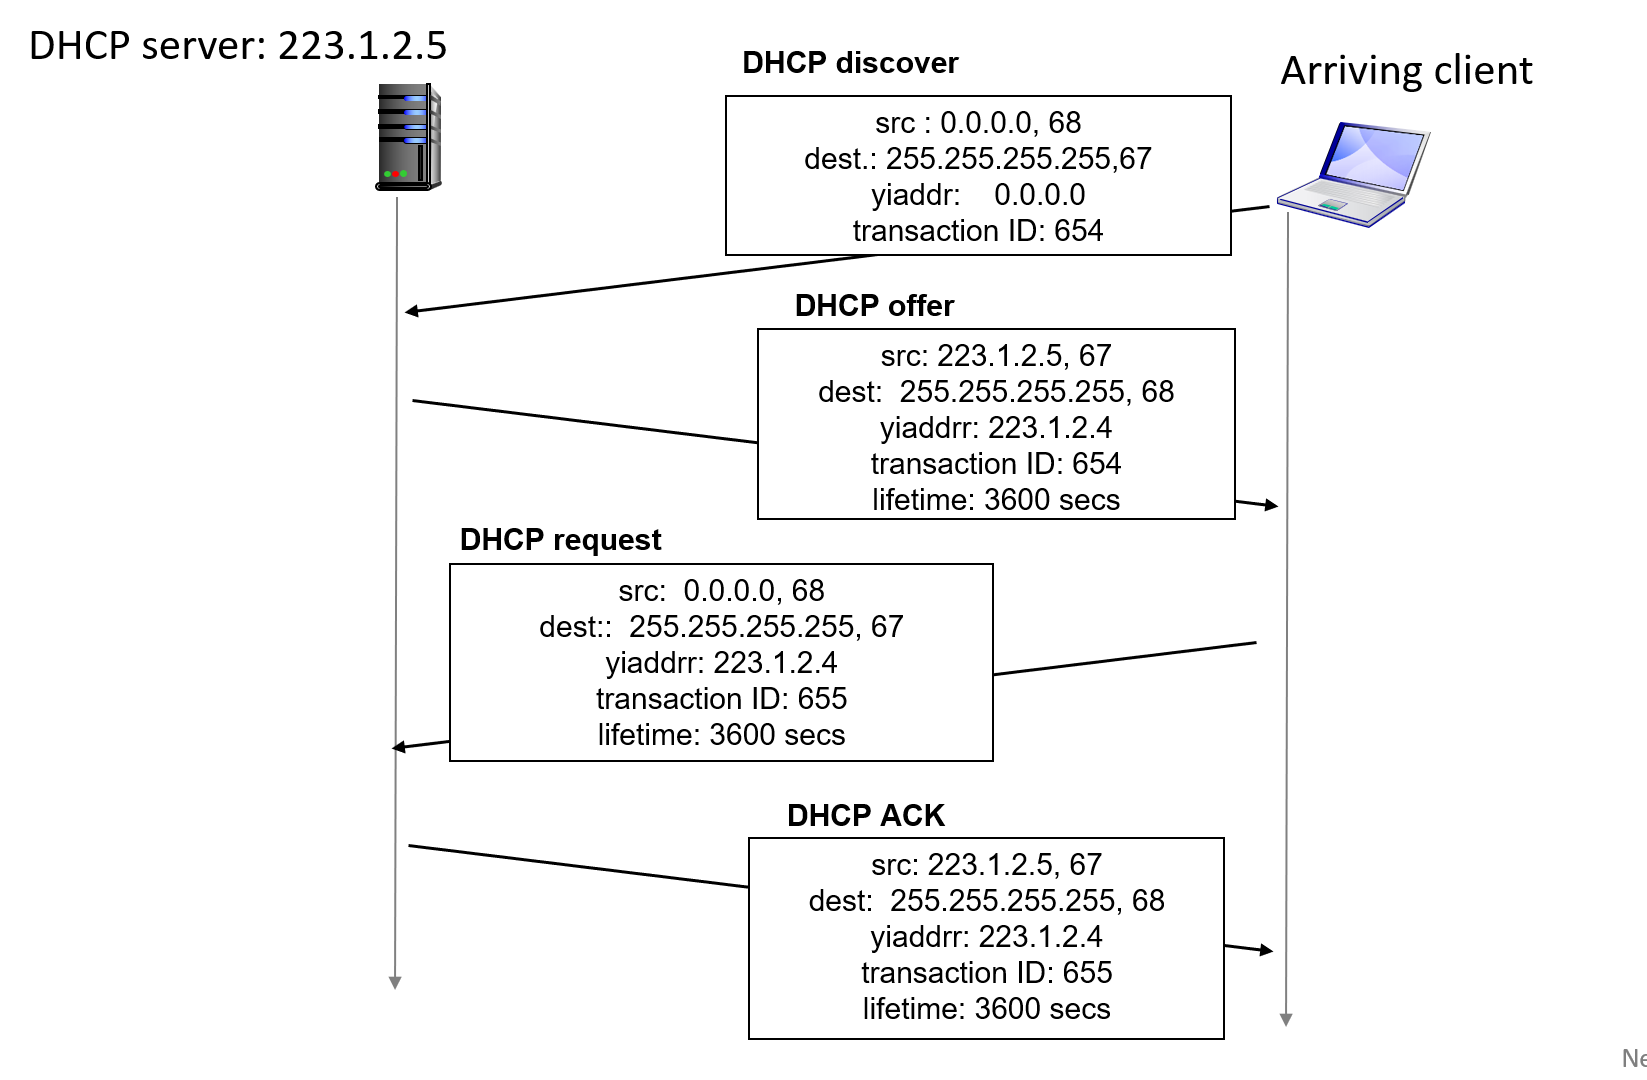 DHCP server: 223.1.2.5
Arriving client
DHCP discover
src : 0.0.0.0, 68
dest.: 255.255.255.255,67
yiaddr:    0.0.0.0
transaction ID: 654
DHCP offer
src: 223.1.2.5, 67
dest:  255.255.255.255, 68
yiaddrr: 223.1.2.4
transaction ID: 654
lifetime: 3600 secs
DHCP request
src:  0.0.0.0, 68
dest::  255.255.255.255, 67
yiaddrr: 223.1.2.4
transaction ID: 655
lifetime: 3600 secs
DHCP ACK
src: 223.1.2.5, 67
dest:  255.255.255.255, 68
yiaddrr: 223.1.2.4
transaction ID: 655
lifetime: 3600 secs